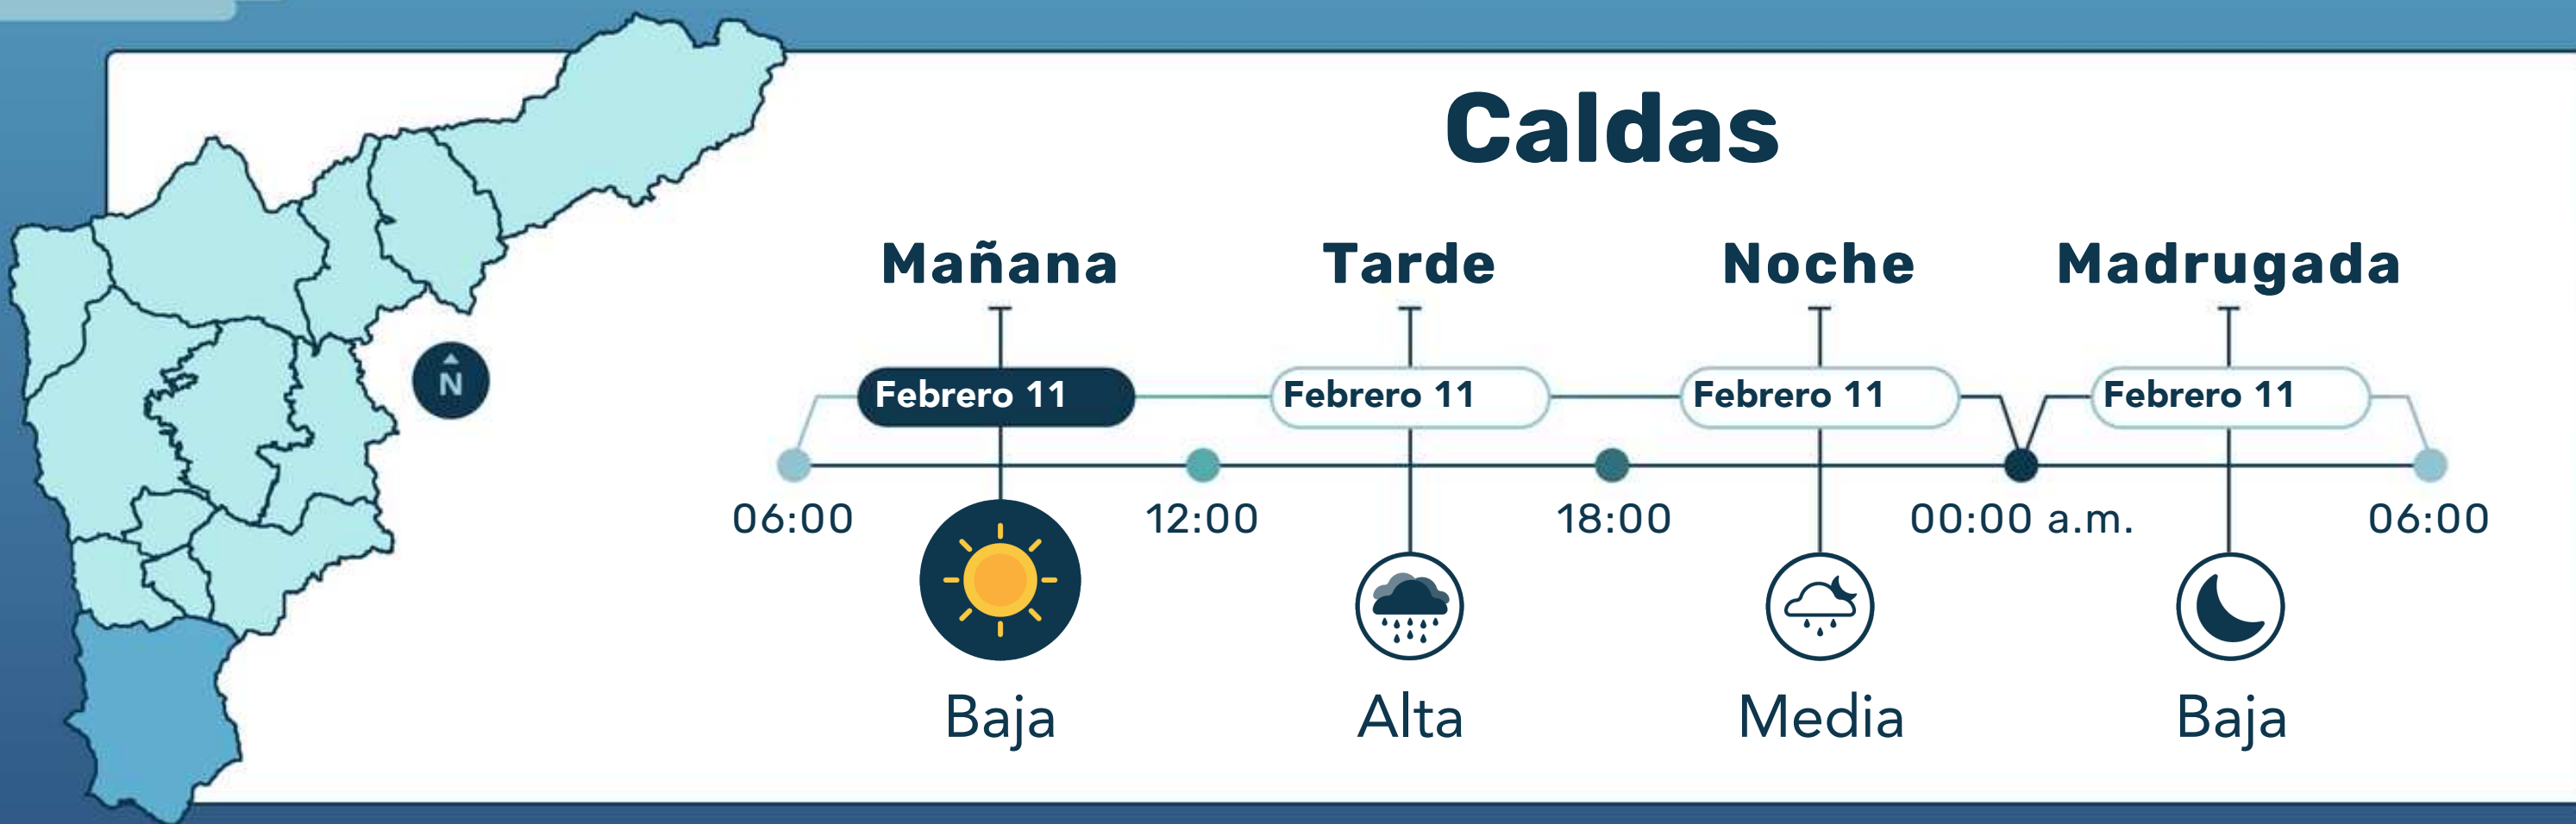 Caldas
Mañana Tarde Noche Madrugada
N
Febrero 11 Febrero 11 Febrero 11 Febrero 11
06:00 12:00 18:00 00:00 a.m. 06:00
Baja Alta Media Baja